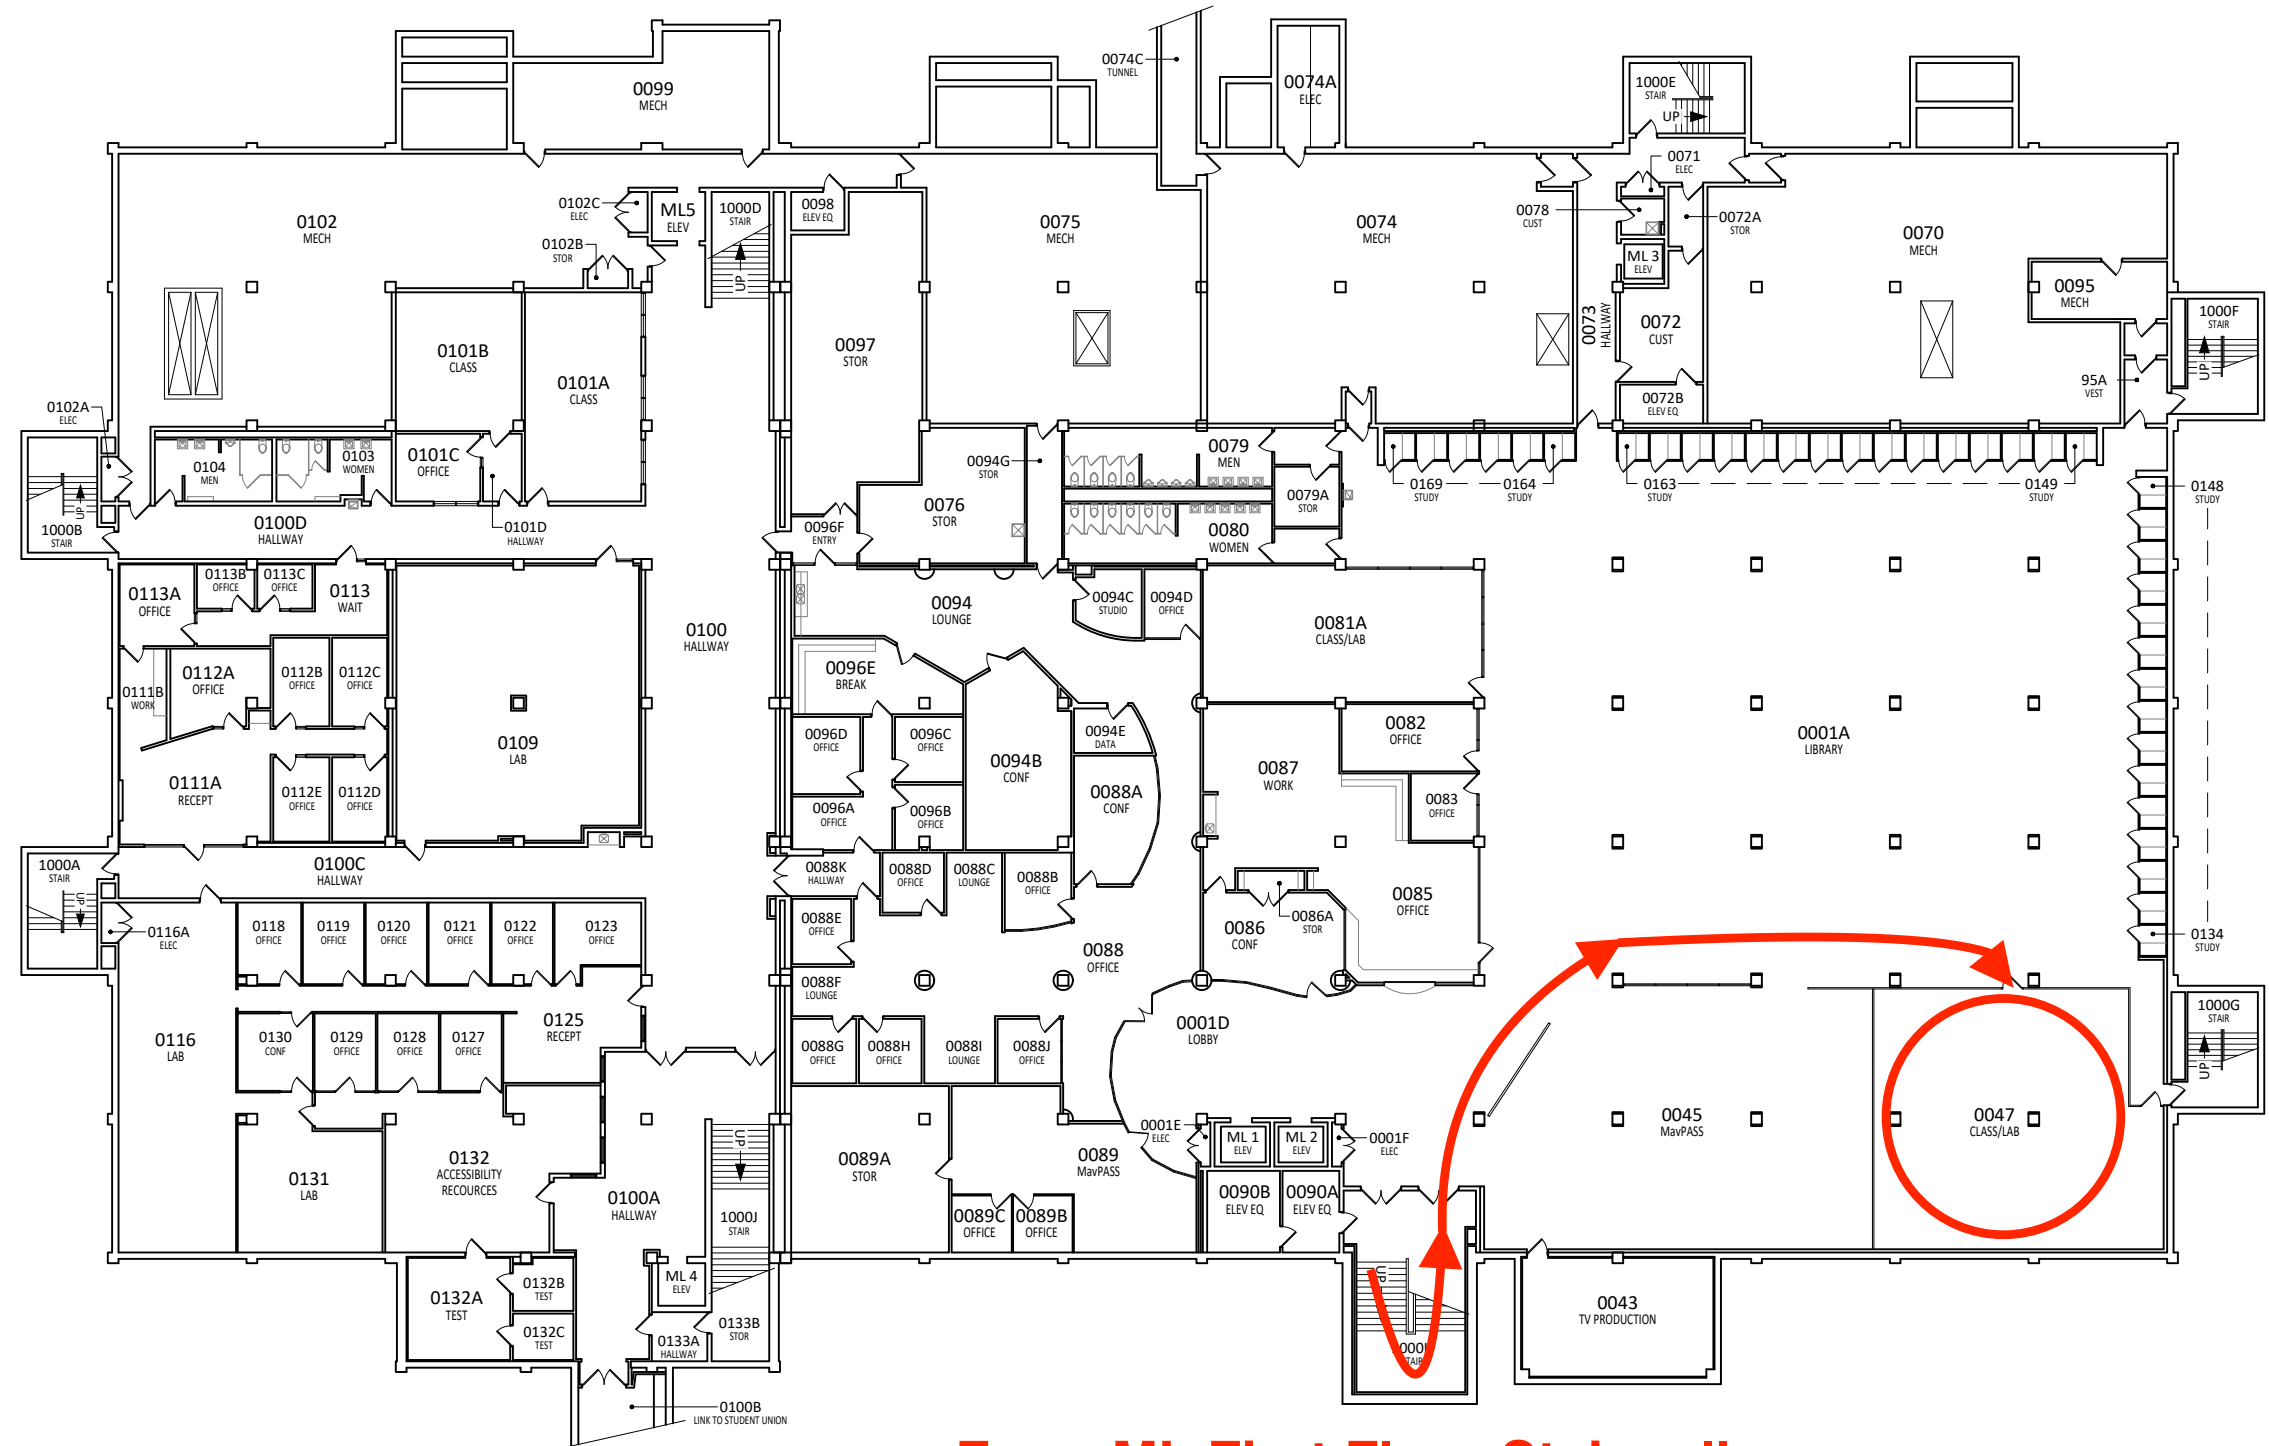 0099
MECH
0074C
TUNNEL
0074A
ELEC
1000E
STAIR
UP
0071
ELEC
0102
MECH
0102C
ELEC
ML5
ELEV
1000D
STAIR
UP
0098
ELEV EQ
0102B
STOR
0075
MECH
0074
MECH
0078
CUST
0072A
STOR
ML 3
ELEV
0070
MECH
0095
MECH
1000F
STAIR
UP
0101B
CLASS
0101A
CLASS
0097
STOR
0073
HALLWAY
0072
CUST
0072B
ELEV EQ
95A
VEST
0102A
ELEC
1000B
STAIR
UP
0104
MEN
0103
WOMEN
0101C
OFFICE
0101D
HALLWAY
0100D
HALLWAY
0096F
ENTRY
0076
STOR
0094G
STOR
0079
MEN
0079A
STOR
0080
WOMEN
0169
STUDY
0164
STUDY
0163
STUDY
0149
STUDY
0148
STUDY
0113A
OFFICE
0113B
OFFICE
0113C
OFFICE
0113
WAIT
0100
HALLWAY
0094
LOUNGE
0094C
STUDIO
0094D
OFFICE
0081A
CLASS/LAB
0111B
WORK
0112A
OFFICE
0112B
OFFICE
0112C
OFFICE
0109
LAB
0096E
BREAK
0096D
OFFICE
0096C
OFFICE
0094B
CONF
0094E
DATA
0087
WORK
0082
OFFICE
0001A
LIBRARY
0111A
RECEPT
0112E
OFFICE
0112D
OFFICE
0096A
OFFICE
0096B
OFFICE
0088A
CONF
0083
OFFICE
1000A
STAIR
UP
0100C
HALLWAY
0088K
HALLWAY
0088D
OFFICE
0088C
LOUNGE
0088B
OFFICE
0086A
STOR
0085
OFFICE
0116A
ELEC
0118
OFFICE
0119
OFFICE
0120
OFFICE
0121
OFFICE
0122
OFFICE
0123
OFFICE
0088E
OFFICE
0086
CONF
0134
STUDY
0088
OFFICE
0088F
LOUNGE
0116
LAB
0130
CONF
0129
OFFICE
0128
OFFICE
0127
OFFICE
0125
RECEPT
0088G
OFFICE
0088H
OFFICE
0088I
LOUNGE
0088J
OFFICE
0001D
LOBBY
1000G
STAIR
UP
0045
MavPASS
0047
CLASS/LAB
0001E
ELEC
ML 1
ELEV
ML 2
ELEV
0001F
ELEC
0131
LAB
0132
ACCESSIBILITY
RECOURCES
UP
0100A
HALLWAY
1000J
STAIR
0089A
STOR
0089
MavPASS
0089C
OFFICE
0089B
OFFICE
0090B
ELEV EQ
0090A
ELEV EQ
UP
0132A
TEST
0132B
TEST
0132C
TEST
ML 4
ELEV
0133A
HALLWAY
0133B
STOR
0043
TV PRODUCTION
0100B
LINK TO STUDENT UNION